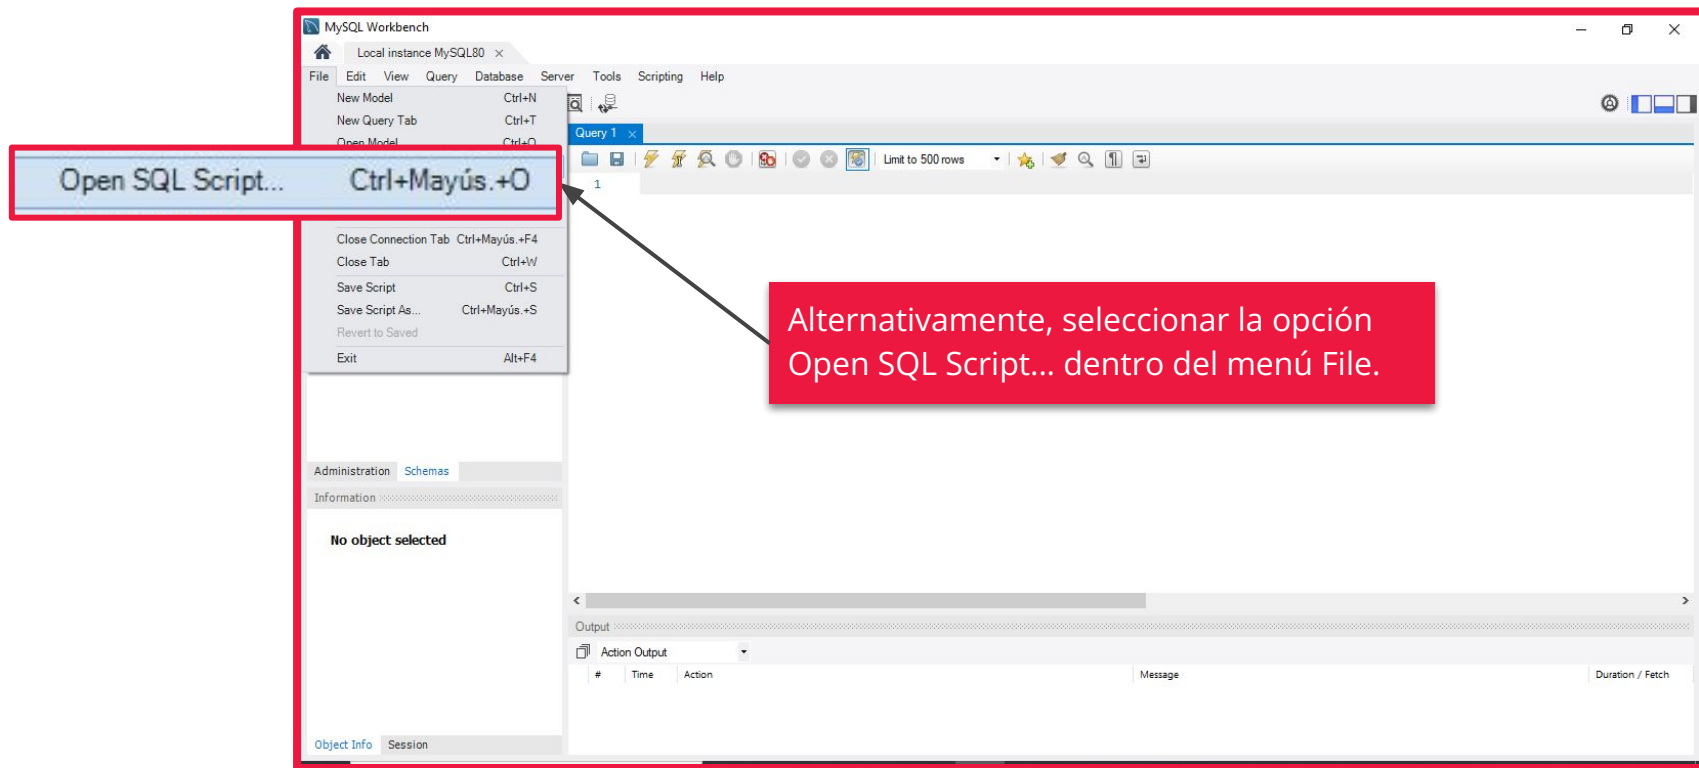 MySQL Workbench
Local instance MySQL80
File Edit View Query Database Server Tools Scripting Help
New Model Ctrl+N
New Query Tab Ctrl+T
Open Model... Ctrl+O
Open SQL Script... Ctrl+Mayús.+O
Close Connection Tab Ctrl+Mayús.+F4
Close Tab Ctrl+W
Save Script Ctrl+S
Save Script As... Ctrl+Mayús.+S
Revert to Saved
Exit Alt+F4
Query 1
Limit to 500 rows
1
Alternativamente, seleccionar la opción
Open SQL Script... dentro del menú File.
Administration Schemas
Information
No object selected
Object Info Session
Output
Action Output
# Time Action Message Duration / Fetch